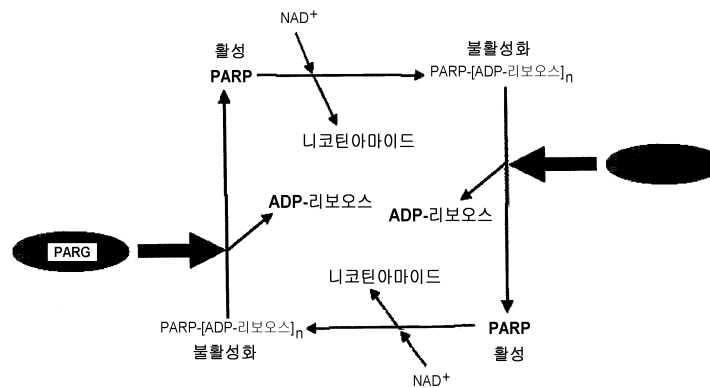 NAD+
활성
PARP
불활성화
PARP-[ADP-리보오스]n
니코틴아마이드
ADP-리보오스
ADP-리보오스
PARG
니코틴아마이드
PARP-[ADP-리보오스]n
불활성화
PARP
활성
NAD+